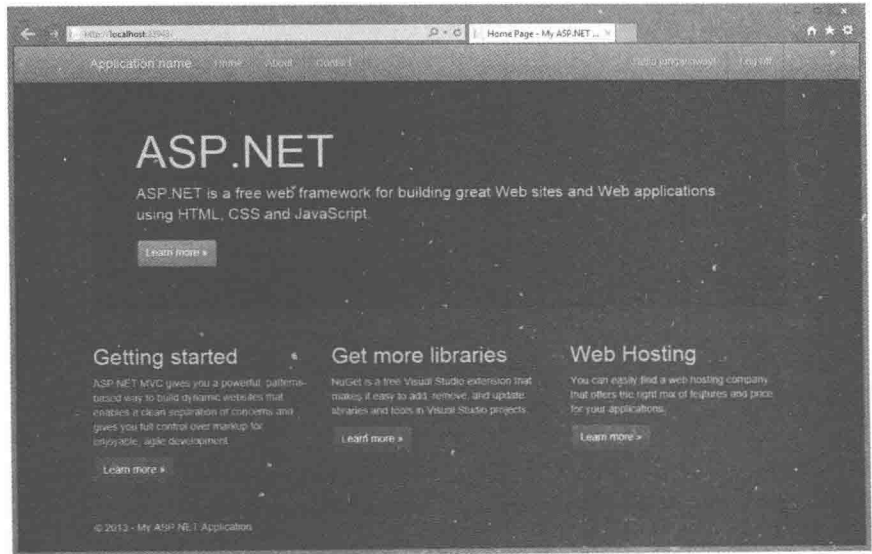 http://localhost
Home Page - My ASP.NET ...
Application name Home About Contact
Log off
ASP.NET
ASP.NET is a free web framework for building great Web sites and Web applications
using HTML, CSS and JavaScript.
Learn more »
Getting started
ASP.NET MVC gives you a powerful, patterns-
based way to build dynamic websites that
enables a clean separation of concerns and
gives you full control over markup for
enjoyable, agile development.
Learn more »
Get more libraries
NuGet is a free Visual Studio extension that
makes it easy to add, remove, and update
libraries and tools in Visual Studio projects.
Learn more »
Web Hosting
You can easily find a web hosting company
that offers the right mix of features and price
for your applications.
Learn more »
© 2013 - My ASP.NET Application